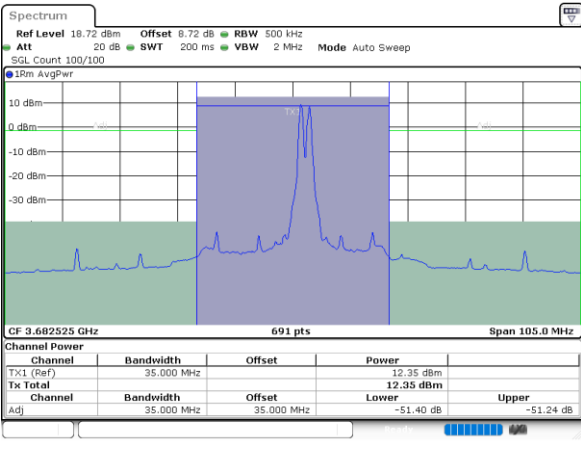 Spectrum
Ref Level 18.72 dBm Offset 8.72 dB RBW 500 kHz
Att 20 dB SWT 200 ms VBW 2 MHz Mode Auto Sweep
SGL Count 100/100
1Rm AvgPwr
10 dBm
TX1
0 dBm
Adj
Adj
-10 dBm
-20 dBm
-30 dBm
CF 3.682525 GHz 691 pts Span 105.0 MHz
Channel Power
Channel Bandwidth Offset Power
TX1 (Ref) 35.000 MHz 12.35 dBm
Tx Total 12.35 dBm
Channel Bandwidth Offset Lower Upper
Adj 35.000 MHz 35.000 MHz -51.40 dB -51.24 dB
Ready